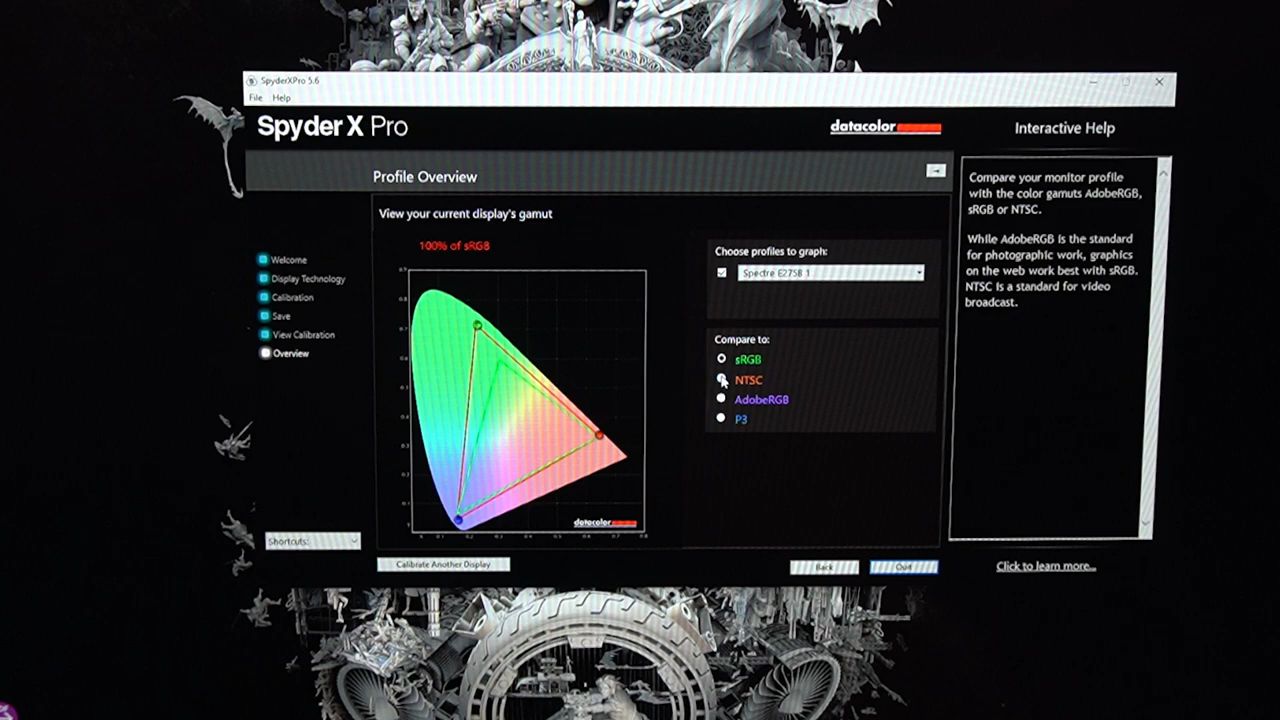 SpyderXPro 5.6
File Help
Spyder X Pro
datacolor
Interactive Help
Profile Overview
View your current display's gamut
100% of sRGB
Welcome
Display Technology
Calibration
Save
View Calibration
Overview
Shortcuts:
datacolor
Calibrate Another Display
Choose profiles to graph:
Spectre E275B 1
Compare to:
sRGB
NTSC
AdobeRGB
P3
Back
Quit
Compare your monitor profile
with the color gamuts AdobeRGB,
sRGB or NTSC.
While AdobeRGB is the standard
for photographic work, graphics
on the web work best with sRGB.
NTSC is a standard for video
broadcast.
Click to learn more...